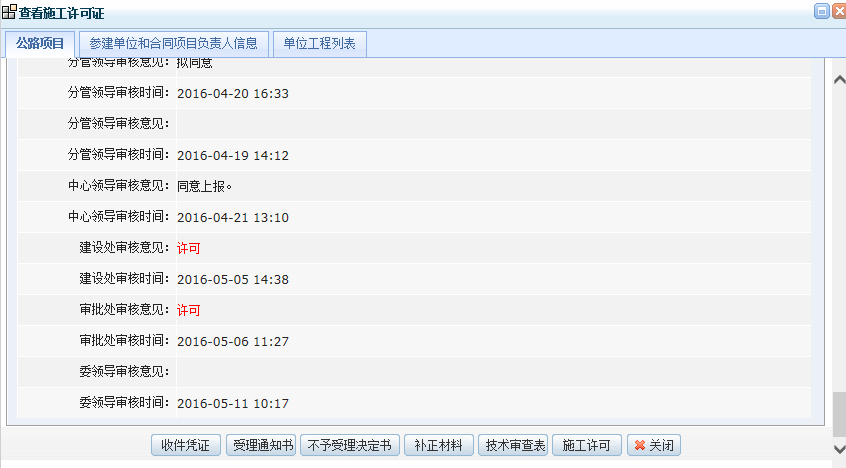 查看施工许可证
公路项目 参建单位和合同项目负责人信息 单位工程列表
分管领导审核意见: 拟同意
分管领导审核时间: 2016-04-20 16:33
分管领导审核意见:
分管领导审核时间: 2016-04-19 14:12
中心领导审核意见: 同意上报。
中心领导审核时间: 2016-04-21 13:10
建设处审核意见: 许可
建设处审核时间: 2016-05-05 14:38
审批处审核意见: 许可
审批处审核时间: 2016-05-06 11:27
委领导审核意见:
委领导审核时间: 2016-05-11 10:17
收件凭证 受理通知书 不予受理决定书 补正材料 技术审查表 施工许可 关闭